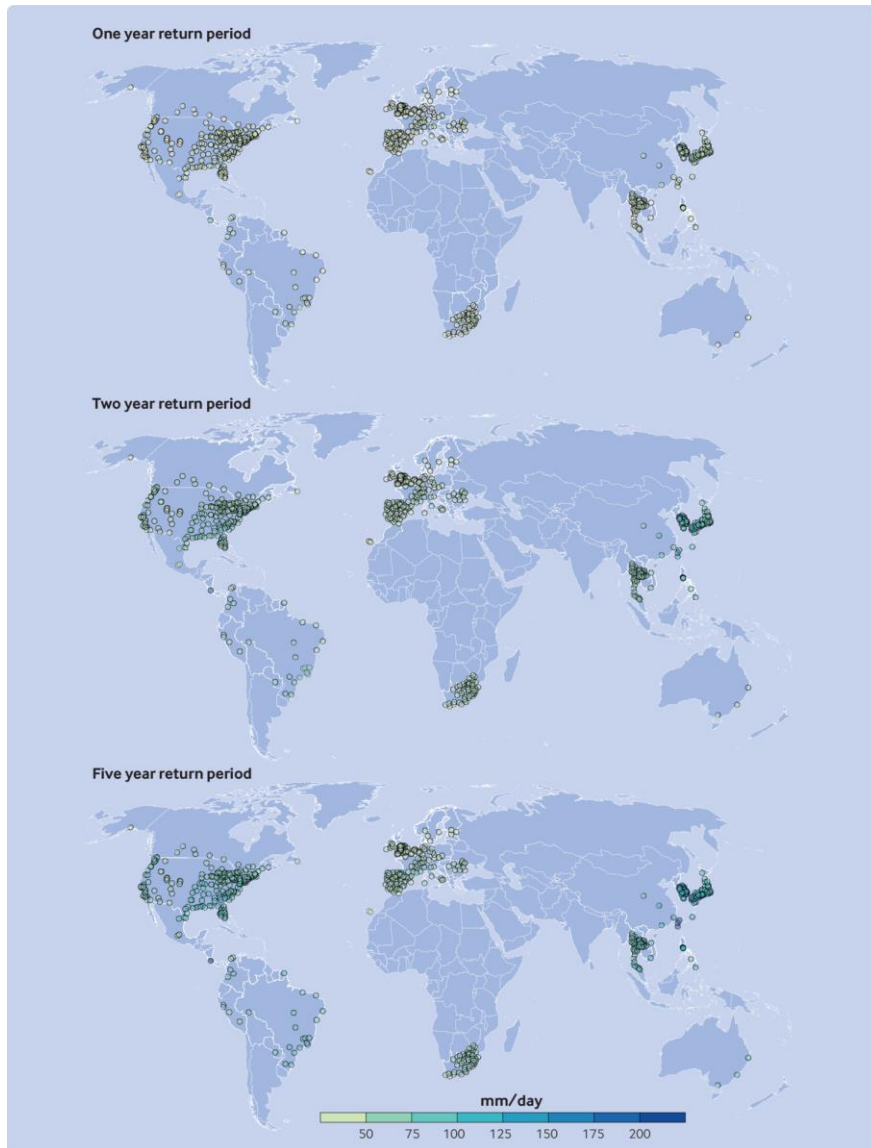 One year return period
Two year return period
Five year return period
mm/day
50 75 100 125 150 175 200